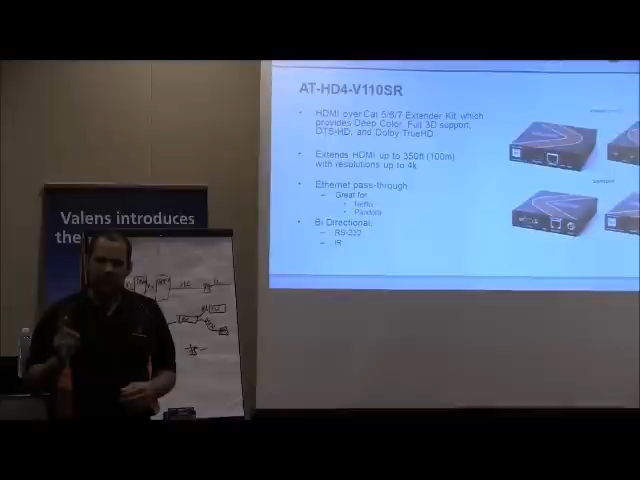 AT-HD4-V110SR
HDMI over Cat 5/6/7 Extender Kit which
provides Deep Color, Full 3D support,
DTS-HD, and Dolby TrueHD
Extends HDMI up to 350ft (100m)
with resolutions up to 4k
Ethernet pass-through
Great for:
Netflix
Pandora
Bi Directional:
RS-232
IR
Valens introduces
the